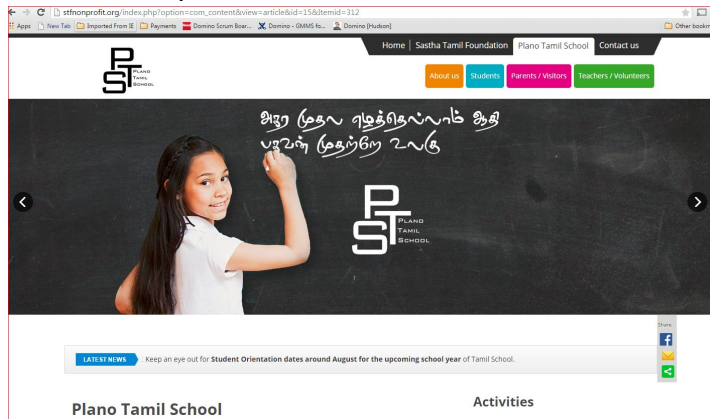 stfnonprofit.org/index.php?option=com_content&view=article&id=15&Itemid=312
Apps New Tab Imported From IE Payments Domino Scrum Boar... Domino - GMMS fo... Domino [Hudson] Other bookm
Home Sastha Tamil Foundation Plano Tamil School Contact us
PTS PLANO TAMIL SCHOOL
About us Students Parents / Visitors Teachers / Volunteers
அகர முதல எழுத்தெல்லாம் ஆதி
பகவன் முதற்றே உலகு
PTS PLANO TAMIL SCHOOL
Share
LATEST NEWS : Keep an eye out for Student Orientation dates around August for the upcoming school year of Tamil School.
Plano Tamil School
Activities